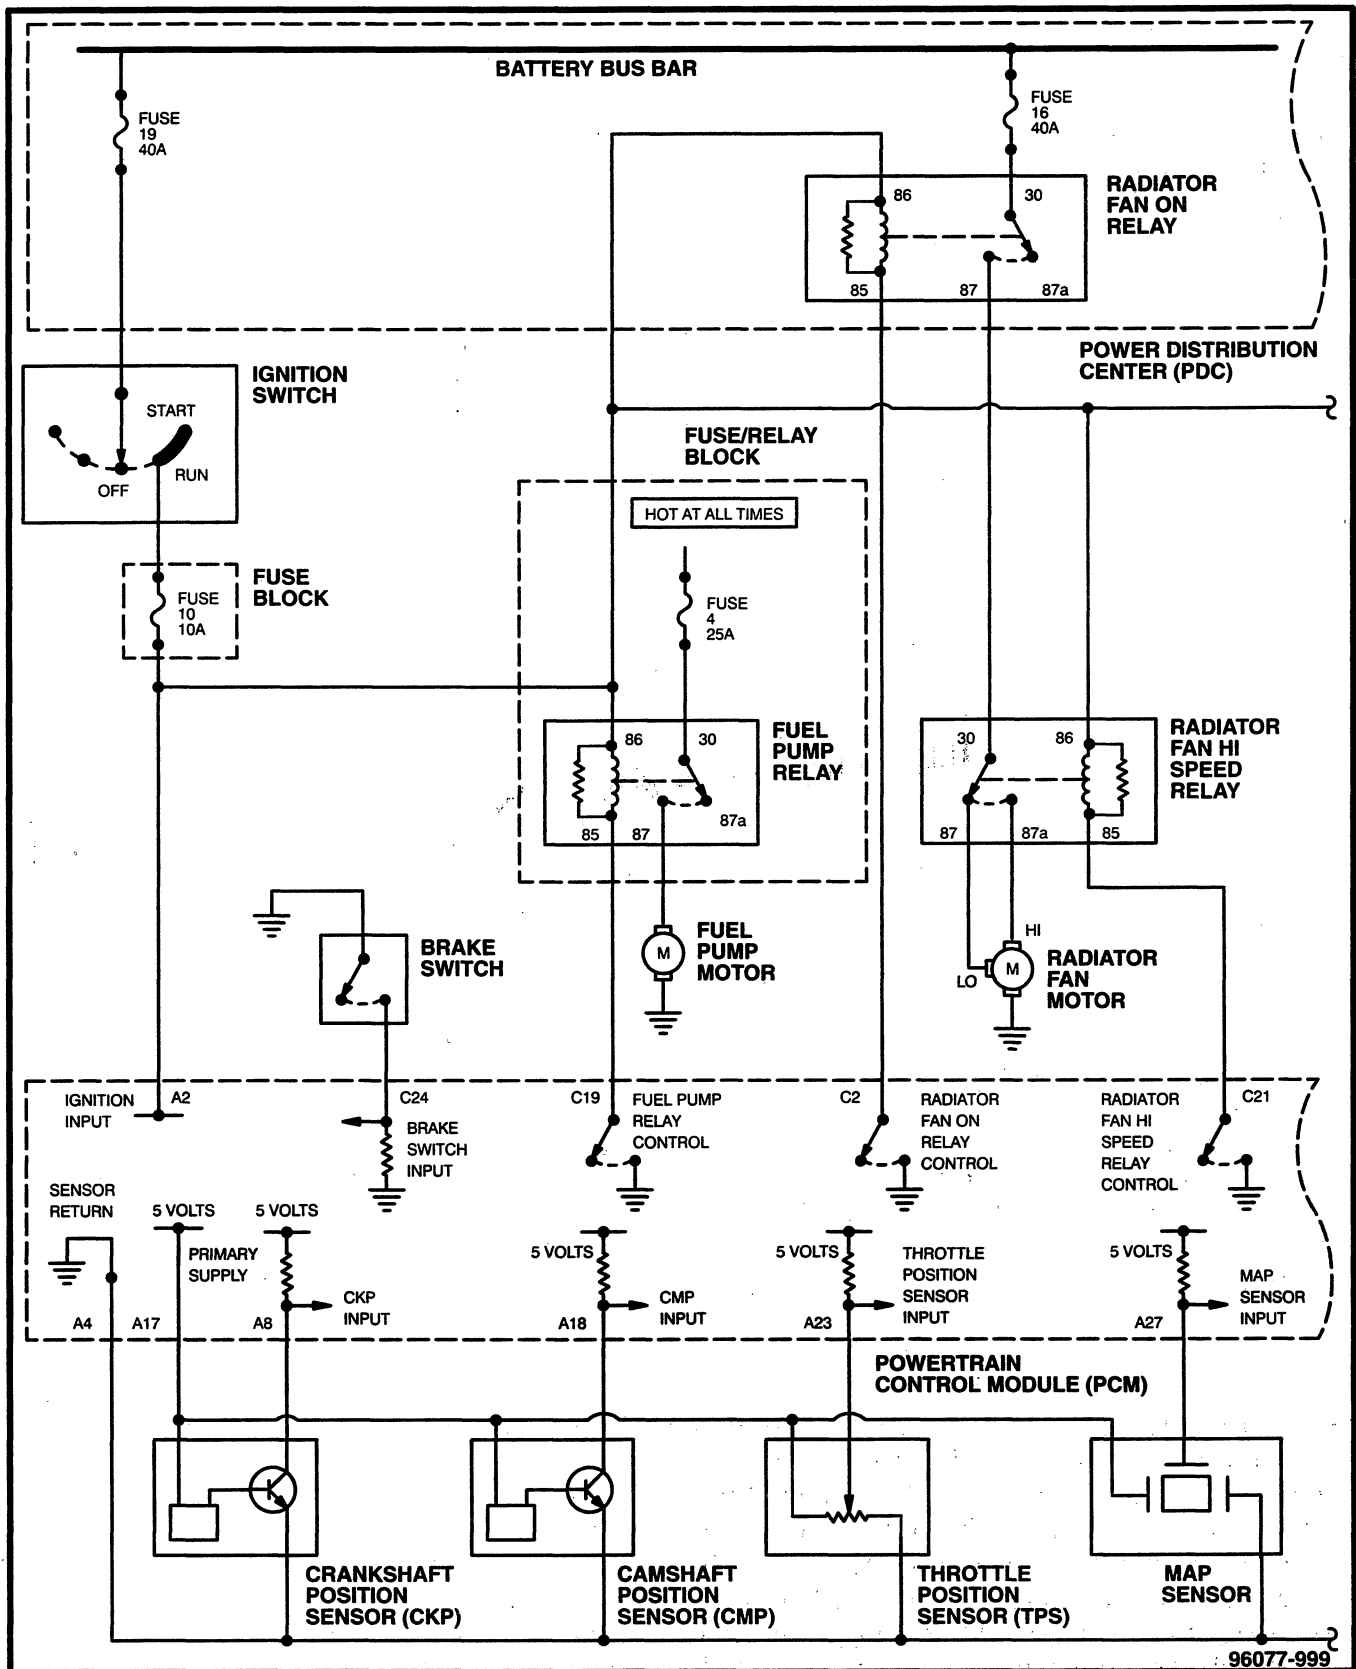 BATTERY BUS BAR
FUSE
19
40A
FUSE
16
40A
86
30
RADIATOR
FAN ON
RELAY
85
87
87a
POWER DISTRIBUTION
CENTER (PDC)
IGNITION
SWITCH
START
OFF
RUN
FUSE/RELAY
BLOCK
HOT AT ALL TIMES
FUSE
BLOCK
FUSE
10
10A
FUSE
4
25A
86
30
FUEL
PUMP
RELAY
85
87
87a
30
86
RADIATOR
FAN HI
SPEED
RELAY
87
87a
85
BRAKE
SWITCH
FUEL
PUMP
MOTOR
M
HI
LO
M
RADIATOR
FAN
MOTOR
IGNITION
INPUT
A2
C24
BRAKE
SWITCH
INPUT
C19
FUEL PUMP
RELAY
CONTROL
C2
RADIATOR
FAN ON
RELAY
CONTROL
RADIATOR
FAN HI
SPEED
RELAY
CONTROL
C21
SENSOR
RETURN
5 VOLTS
5 VOLTS
PRIMARY
SUPPLY
CKP
INPUT
5 VOLTS
CMP
INPUT
5 VOLTS
THROTTLE
POSITION
SENSOR
INPUT
5 VOLTS
MAP
SENSOR
INPUT
A4
A17
A8
A18
A23
A27
POWERTRAIN
CONTROL MODULE (PCM)
CRANKSHAFT
POSITION
SENSOR (CKP)
CAMSHAFT
POSITION
SENSOR (CMP)
THROTTLE
POSITION
SENSOR (TPS)
MAP
SENSOR
96077-999